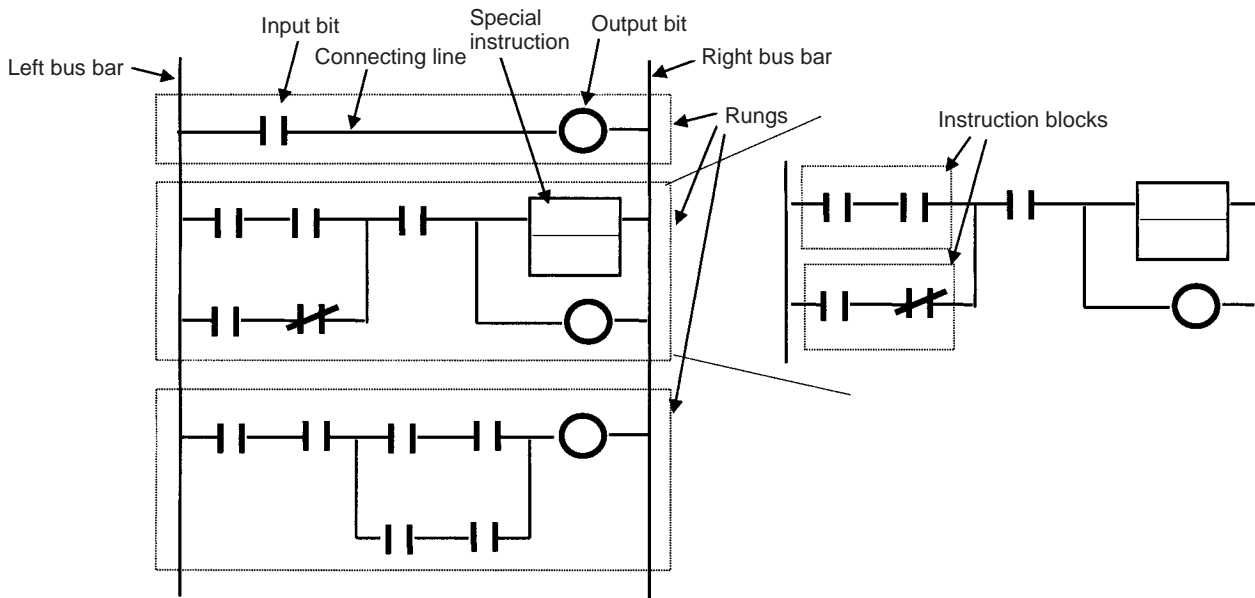 Input bit
Special
instruction
Output bit
Left bus bar
Connecting line
Right bus bar
Rungs
Instruction blocks